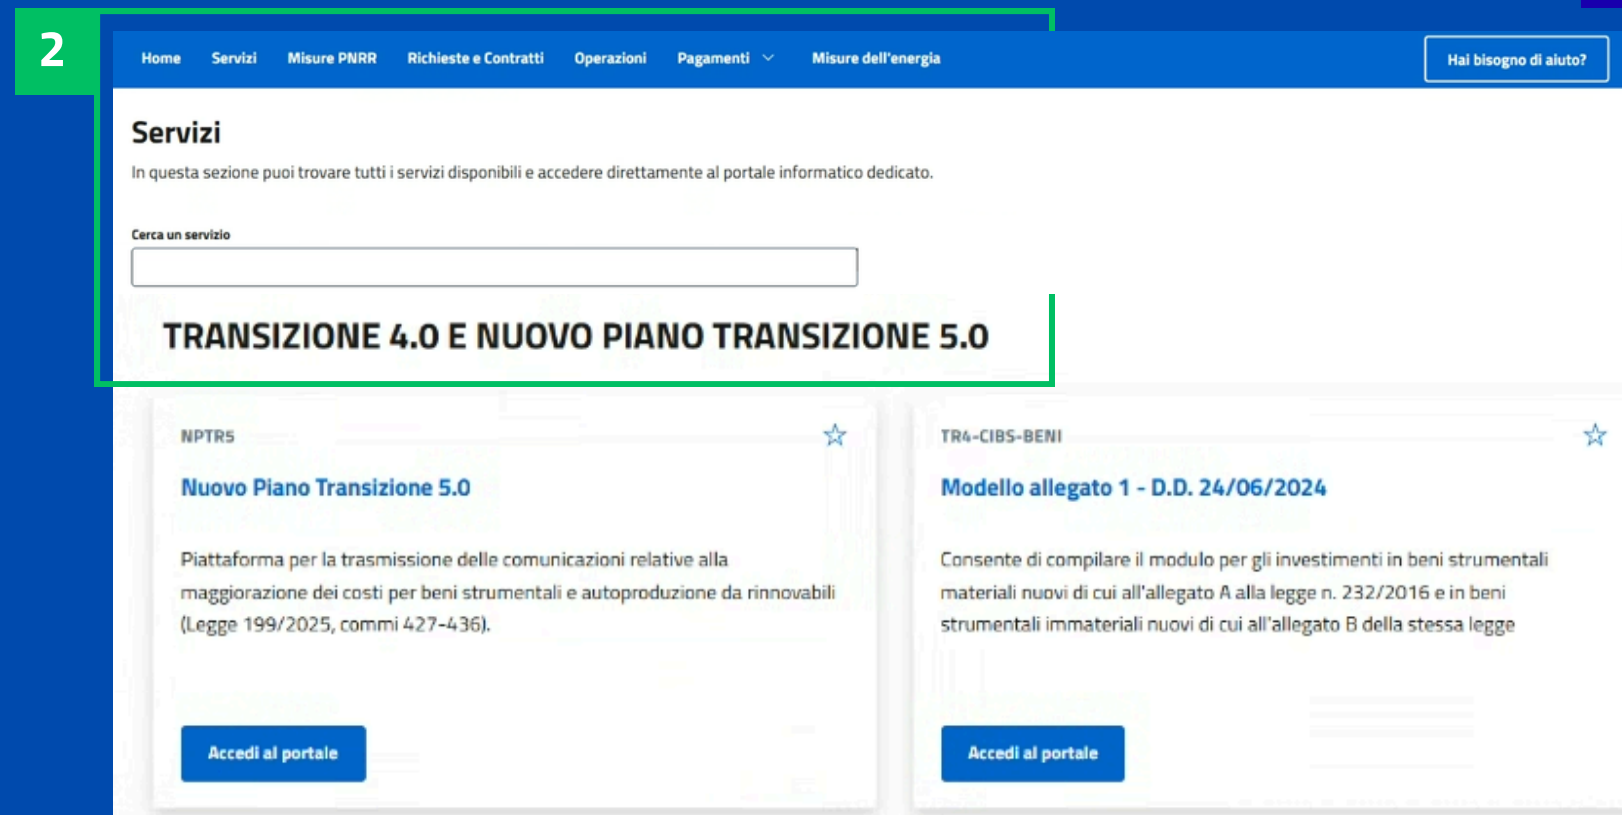 2
Home Servizi Misure PNRR Richieste e Contratti Operazioni Pagamenti Misure dell'energia Hai bisogno di aiuto?
Servizi
In questa sezione puoi trovare tutti i servizi disponibili e accedere direttamente al portale informatico dedicato.
Cerca un servizio
TRANSIZIONE 4.0 E NUOVO PIANO TRANSIZIONE 5.0
NPTR5
Nuovo Piano Transizione 5.0
Piattaforma per la trasmissione delle comunicazioni relative alla
maggiorazione dei costi per beni strumentali e autoproduzione da rinnovabili
(Legge 199/2025, commi 427-436).
Accedi al portale
TR4-CIBS-BENI
Modello allegato 1 - D.D. 24/06/2024
Consente di compilare il modulo per gli investimenti in beni strumentali
materiali nuovi di cui all'allegato A alla legge n. 232/2016 e in beni
strumentali immateriali nuovi di cui all'allegato B della stessa legge
Accedi al portale